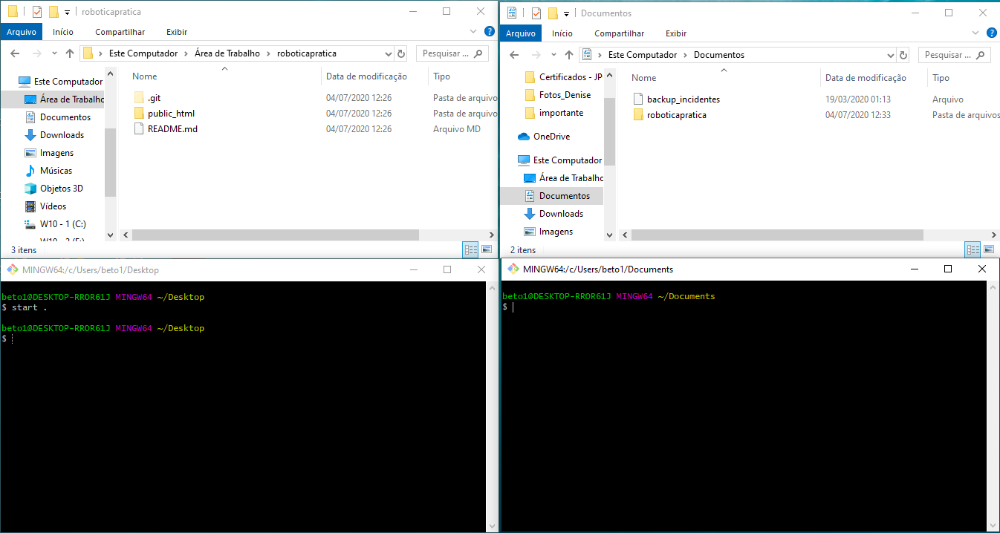 roboticapratica
Arquivo Início Compartilhar Exibir
Este Computador Área de Trabalho roboticapratica Pesquisar ...
Nome Data de modificação Tipo
Este Computador
Área de Trabalho
Documentos
Downloads
Imagens
Músicas
Objetos 3D
Vídeos
W10 - 1 (C:)
.git 04/07/2020 12:26 Pasta de arquivo
public_html 04/07/2020 12:26 Pasta de arquivo
README.md 04/07/2020 12:26 Arquivo MD
3 itens
Documentos
Arquivo Início Compartilhar Exibir
Este Computador Documentos Pesquisar ...
Nome Data de modificação Tipo
Certificados - JP
Fotos_Denise
importante
OneDrive
Este Computador
Área de Trabalho
Documentos
Downloads
Imagens
backup_incidentes 19/03/2020 01:13 Arquivo
roboticapratica 04/07/2020 12:33 Pasta de arquivos
2 itens
MINGW64:/c/Users/beto1/Desktop
beto1@DESKTOP-RROR61J MINGW64 ~/Desktop
$ start .
beto1@DESKTOP-RROR61J MINGW64 ~/Desktop
$
MINGW64:/c/Users/beto1/Documents
beto1@DESKTOP-RROR61J MINGW64 ~/Documents
$